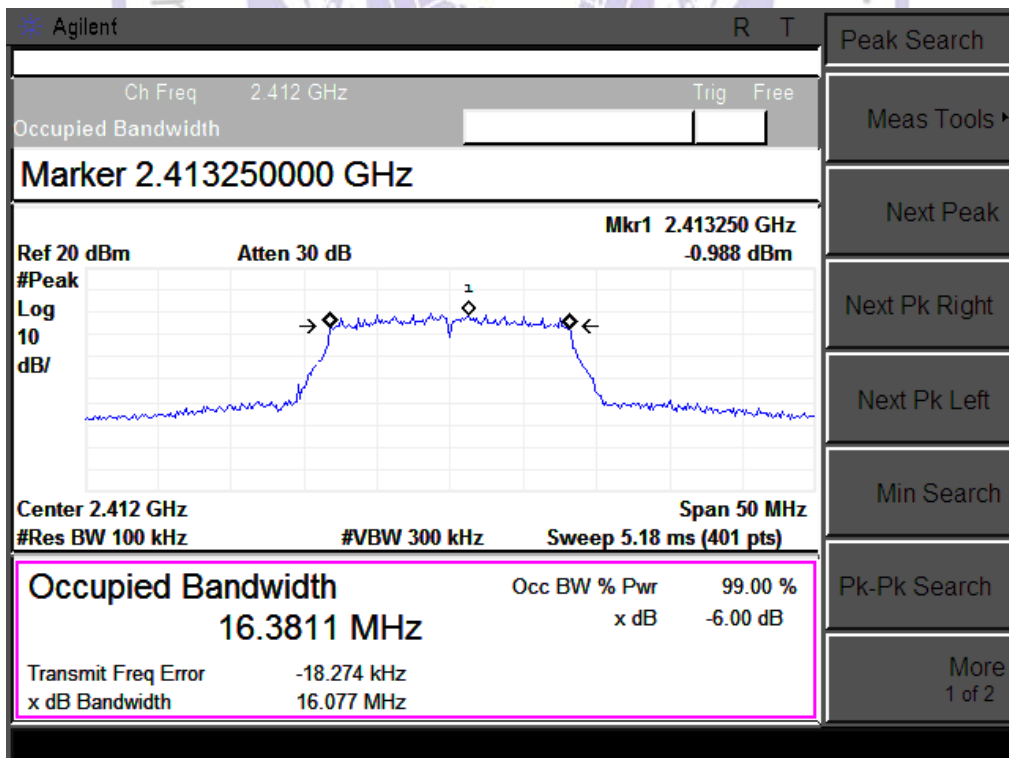 Agilent R T
Ch Freq 2.412 GHz Trig Free
Occupied Bandwidth
Marker 2.413250000 GHz
Mkr1 2.413250 GHz
Ref 20 dBm Atten 30 dB -0.988 dBm
#Peak
Log
10
dB/
1
Center 2.412 GHz Span 50 MHz
#Res BW 100 kHz #VBW 300 kHz Sweep 5.18 ms (401 pts)
Occupied Bandwidth
16.3811 MHz
Occ BW % Pwr 99.00 %
x dB -6.00 dB
Transmit Freq Error -18.274 kHz
x dB Bandwidth 16.077 MHz
Peak Search
Meas Tools
Next Peak
Next Pk Right
Next Pk Left
Min Search
Pk-Pk Search
More
1 of 2